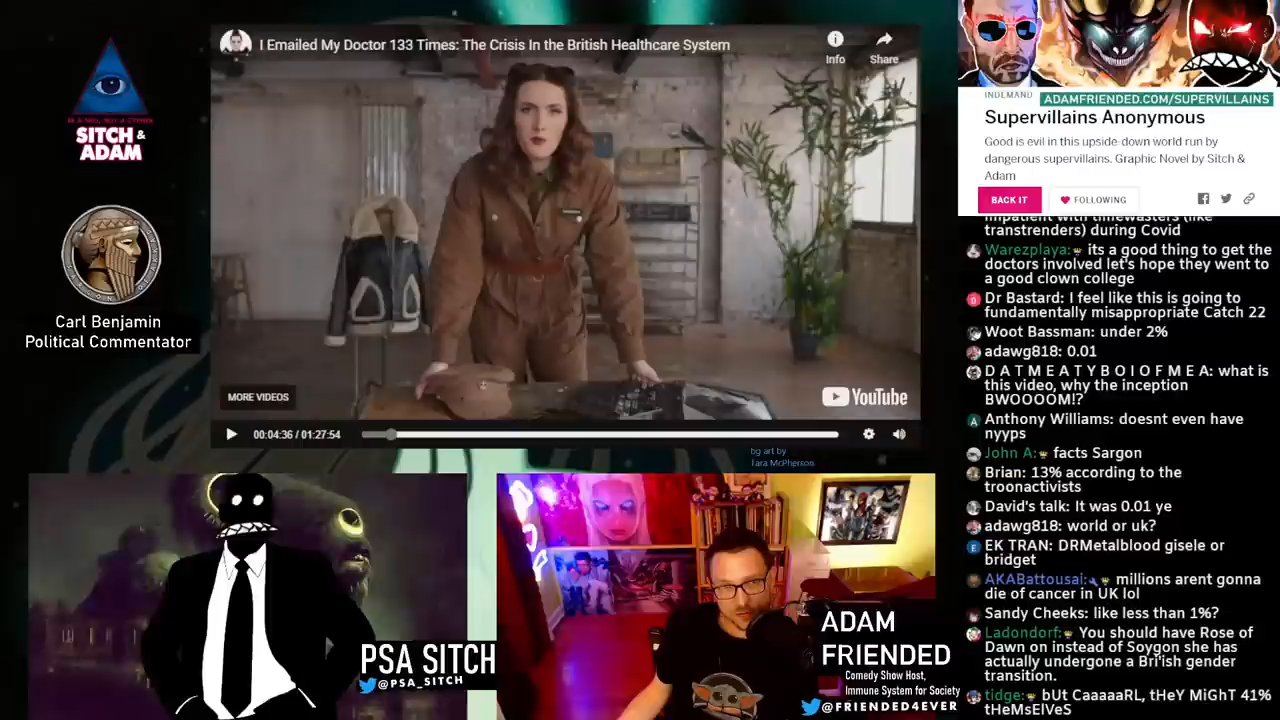 I Emailed My Doctor 133 Times: The Crisis In the British Healthcare System
Info
Share
SITCH &
ADAM
Carl Benjamin
Political Commentator
MORE VIDEOS
YouTube
00:04:36 / 01:27:54
bg art by
Tara McPherson
PSA SITCH
@PSA_SITCH
ADAM
FRIENDED
Comedy Show Host,
Immune System for Society
@FRIENDED4EVER
INDEMAND
ADAMFRIENDED.COM/SUPERVILLAINS
Supervillains Anonymous
Good is evil in this upside-down world run by
dangerous supervillains. Graphic Novel by Sitch &
Adam
BACK IT
FOLLOWING
impatient with timewasters (like
transtrenders) during Covid
Warezplaya: its a good thing to get the
doctors involved let's hope they went to
a good clown college
Dr Bastard: I feel like this is going to
fundamentally misappropriate Catch 22
Woot Bassman: under 2%
adawg818: 0.01
D A T M E A T Y B O I O F M E A: what is
this video, why the inception
BWOOOOM!?
Anthony Williams: doesnt even have
nyyps
John A: facts Sargon
Brian: 13% according to the
troonactivists
David's talk: It was 0.01 ye
adawg818: world or uk?
EK TRAN: DRMetalblood gisele or
bridget
AKABattousai: millions arent gonna
die of cancer in UK lol
Sandy Cheeks: like less than 1%?
Ladondorf: You should have Rose of
Dawn on instead of Soygon she has
actually undergone a Bri'ish gender
transition.
tidge: bUt CaaaaaRL, tHeY MiGhT 41%
tHeMsElVeS